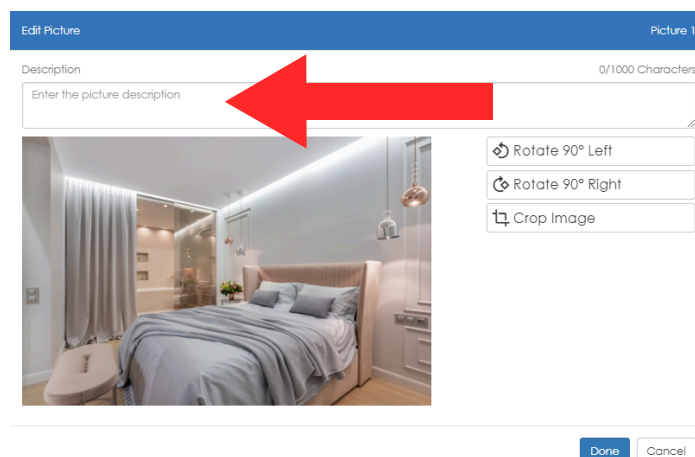 Edit Picture Picture 1
Description 0/1000 Characters
Enter the picture description
Rotate 90° Left
Rotate 90° Right
Crop Image
Done Cancel